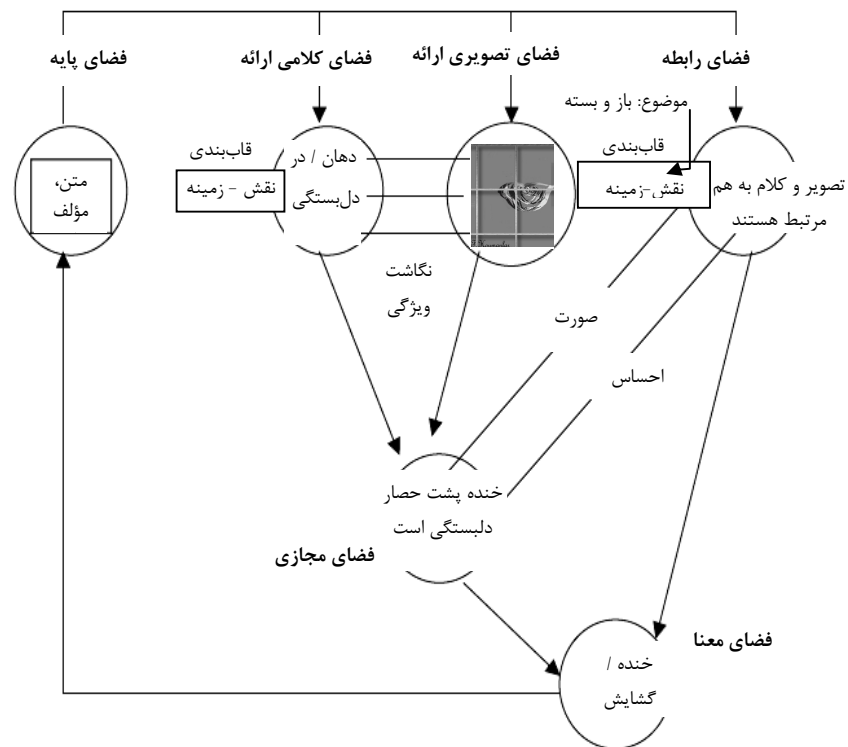 فضای رابطه
فضای تصویری ارائه
فضای کلامی ارائه
فضای پایه
موضوع: باز و بسته
قاب‌بندی
نقش-زمینه
تصویر و کلام به هم
مرتبط هستند
قاب‌بندی
نقش - زمینه
دهان / در
دل‌بستگی
متن،
مؤلف
نگاشت
ویژگی
صورت
احساس
خنده پشت حصار
دلبستگی است
فضای مجازی
فضای معنا
خنده /
گشایش